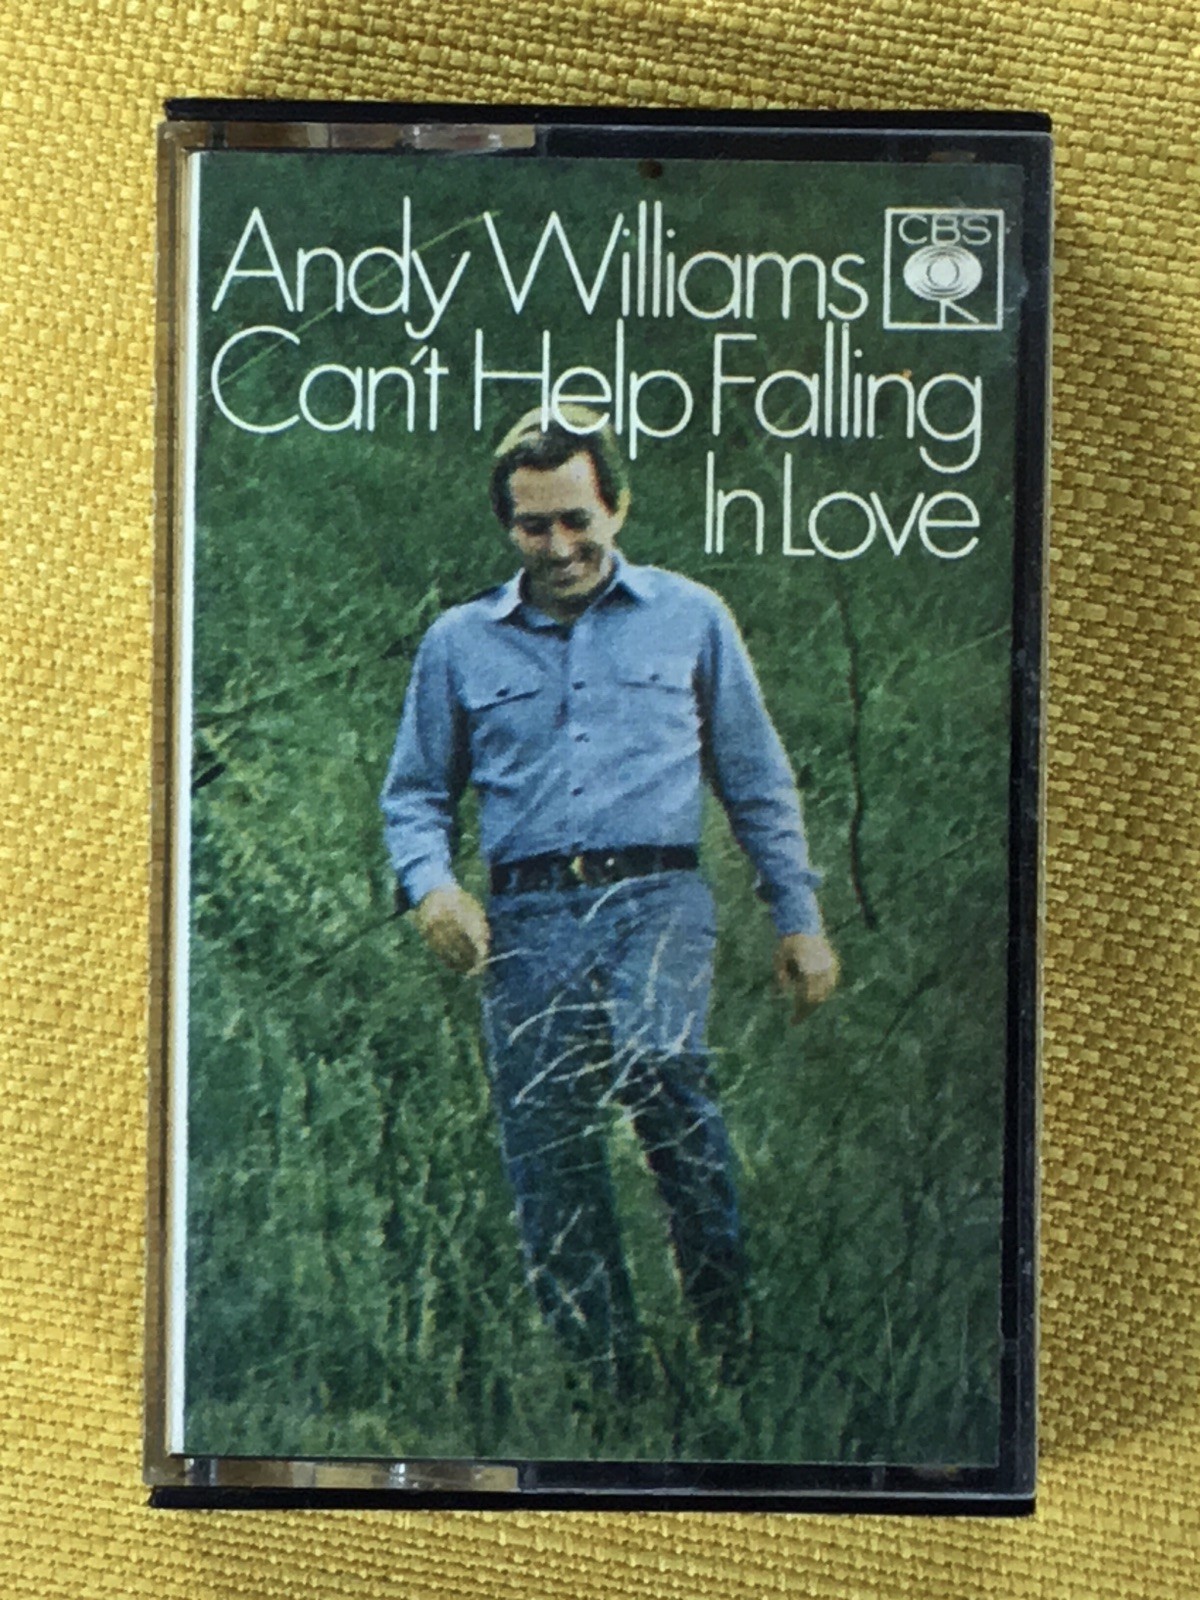 Andy Williams
CBS
Can't Help Falling
In Love